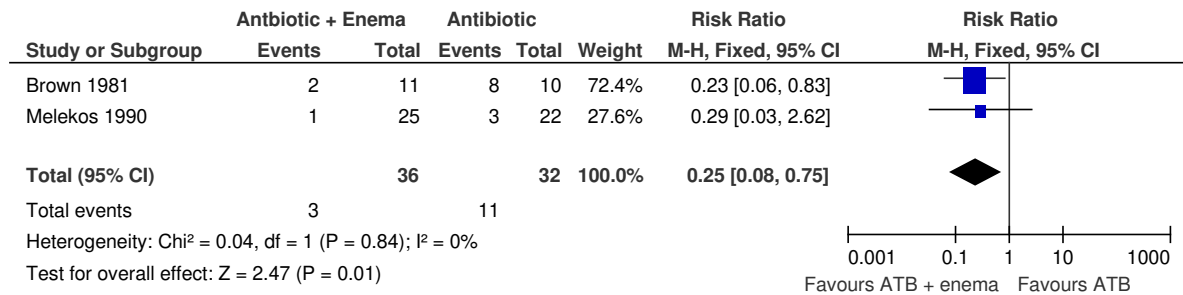 Antbiotic + Enema Antibiotic Risk Ratio Risk Ratio
Study or Subgroup Events Total Events Total Weight M-H, Fixed, 95% CI M-H, Fixed, 95% CI
Brown 1981 2 11 8 10 72.4% 0.23 [0.06, 0.83]
Melekos 1990 1 25 3 22 27.6% 0.29 [0.03, 2.62]
Total (95% CI) 36 32 100.0% 0.25 [0.08, 0.75]
Total events 3 11
Heterogeneity: Chi² = 0.04, df = 1 (P = 0.84); I² = 0%
Test for overall effect: Z = 2.47 (P = 0.01)
0.001 0.1 1 10 1000
Favours ATB + enema Favours ATB